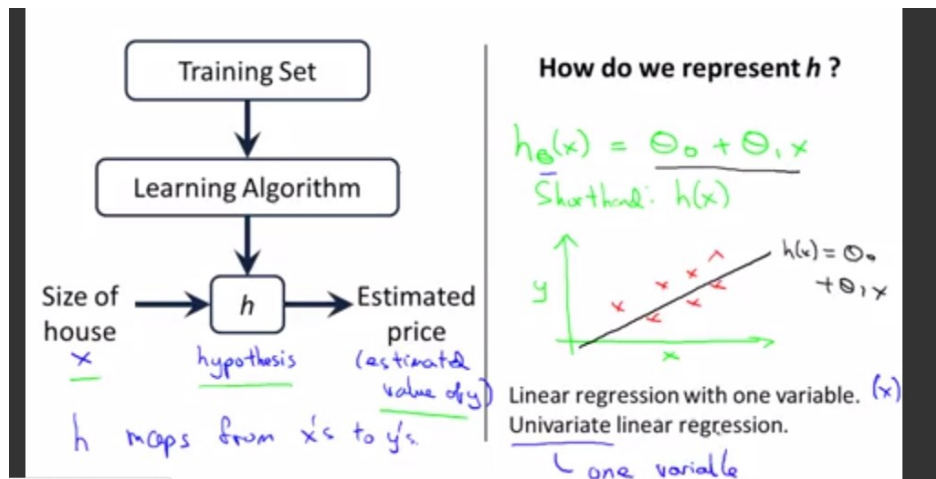 Training Set
Learning Algorithm
Size of
house
h
Estimated
price
x
hypothesis
(estimated
value of y)
h maps from x's to y's.
How do we represent h ?
hθ(x) = θ₀ + θ₁x
Shorthand: h(x)
y
x
h(x) = θ₀
+ θ₁x
Linear regression with one variable. (x)
Univariate linear regression.
one variable